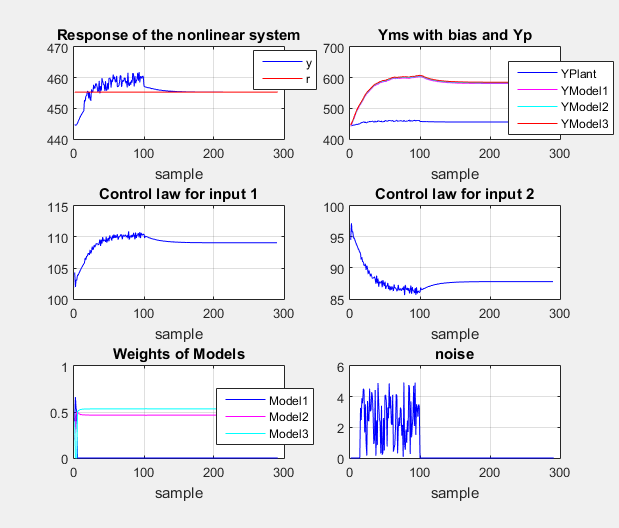 Response of the nonlinear system
470
460
450
440
0
100
200
300
sample
y
r
Yms with bias and Yp
700
600
500
400
0
100
200
300
sample
YPlant
YModel1
YModel2
YModel3
Control law for input 1
115
110
105
100
0
100
200
300
sample
Control law for input 2
100
95
90
85
0
100
200
300
sample
Weights of Models
1
0.5
0
0
100
200
300
sample
Model1
Model2
Model3
noise
6
4
2
0
0
100
200
300
sample